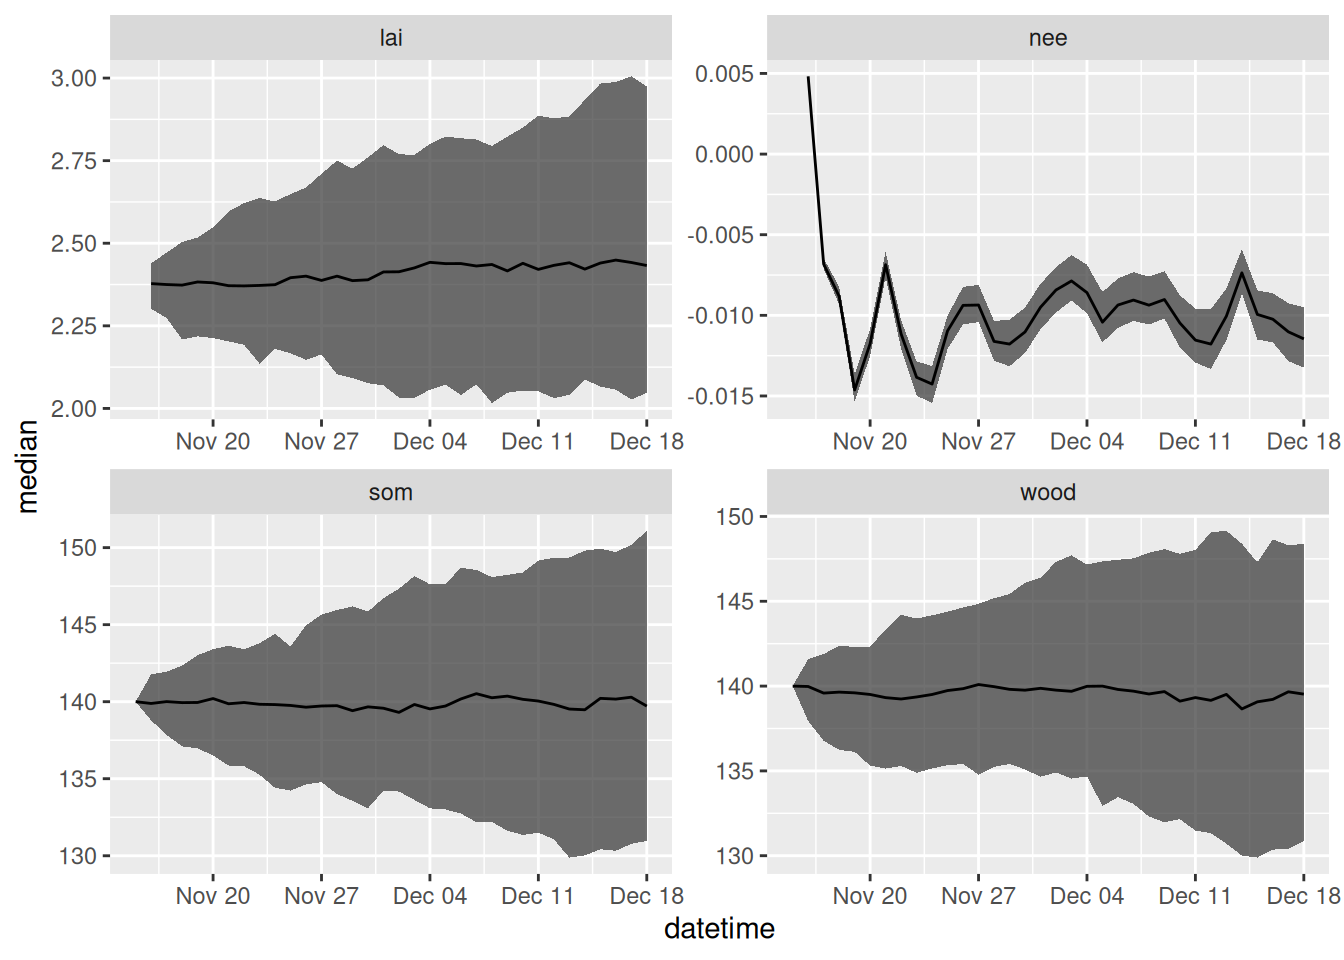 lai
3.00
2.75
2.50
2.25
2.00
Nov 20 Nov 27 Dec 04 Dec 11 Dec 18
nee
0.005
0.000
-0.005
-0.010
-0.015
Nov 20 Nov 27 Dec 04 Dec 11 Dec 18
median
som
150
145
140
135
130
Nov 20 Nov 27 Dec 04 Dec 11 Dec 18
wood
150
145
140
135
130
Nov 20 Nov 27 Dec 04 Dec 11 Dec 18
datetime